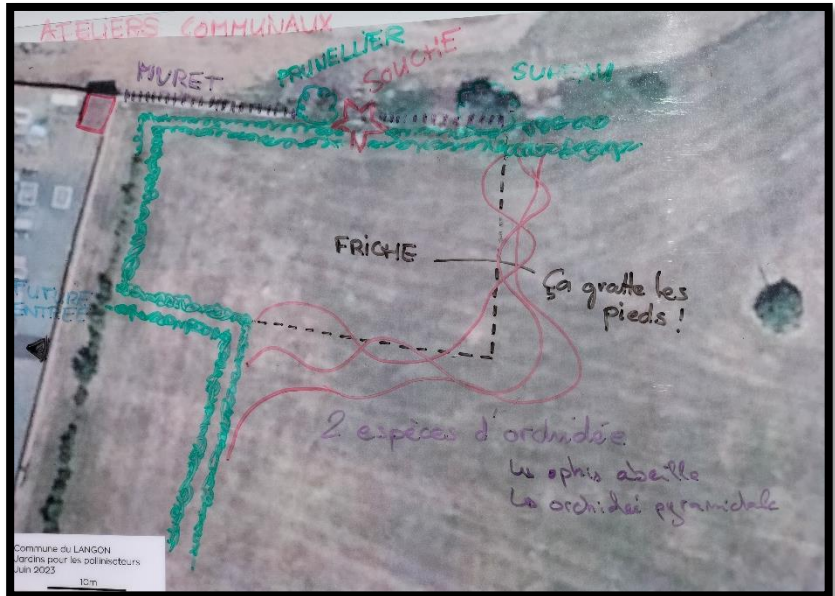 ATELIERS COMMUNAUX
MURET
PRUNELLIER
SOUCHE
SUREAU
FRICHE
Ça gratte les
pieds !
FUTURE
ENTRÉE
2 espèces d'orchidée
ophis abeille
orchidée pyramidale
Commune du LANGON
Jardins pour les pollinisateurs
Juin 2023
10m